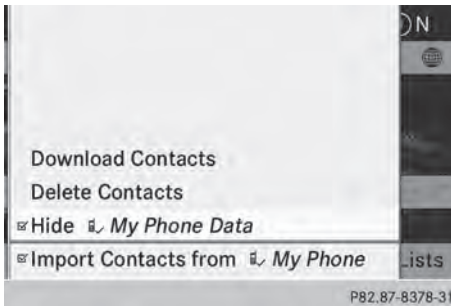 N
Download Contacts
Delete Contacts
Hide My Phone Data
Import Contacts from My Phone
Lists
P82.87-8378-31